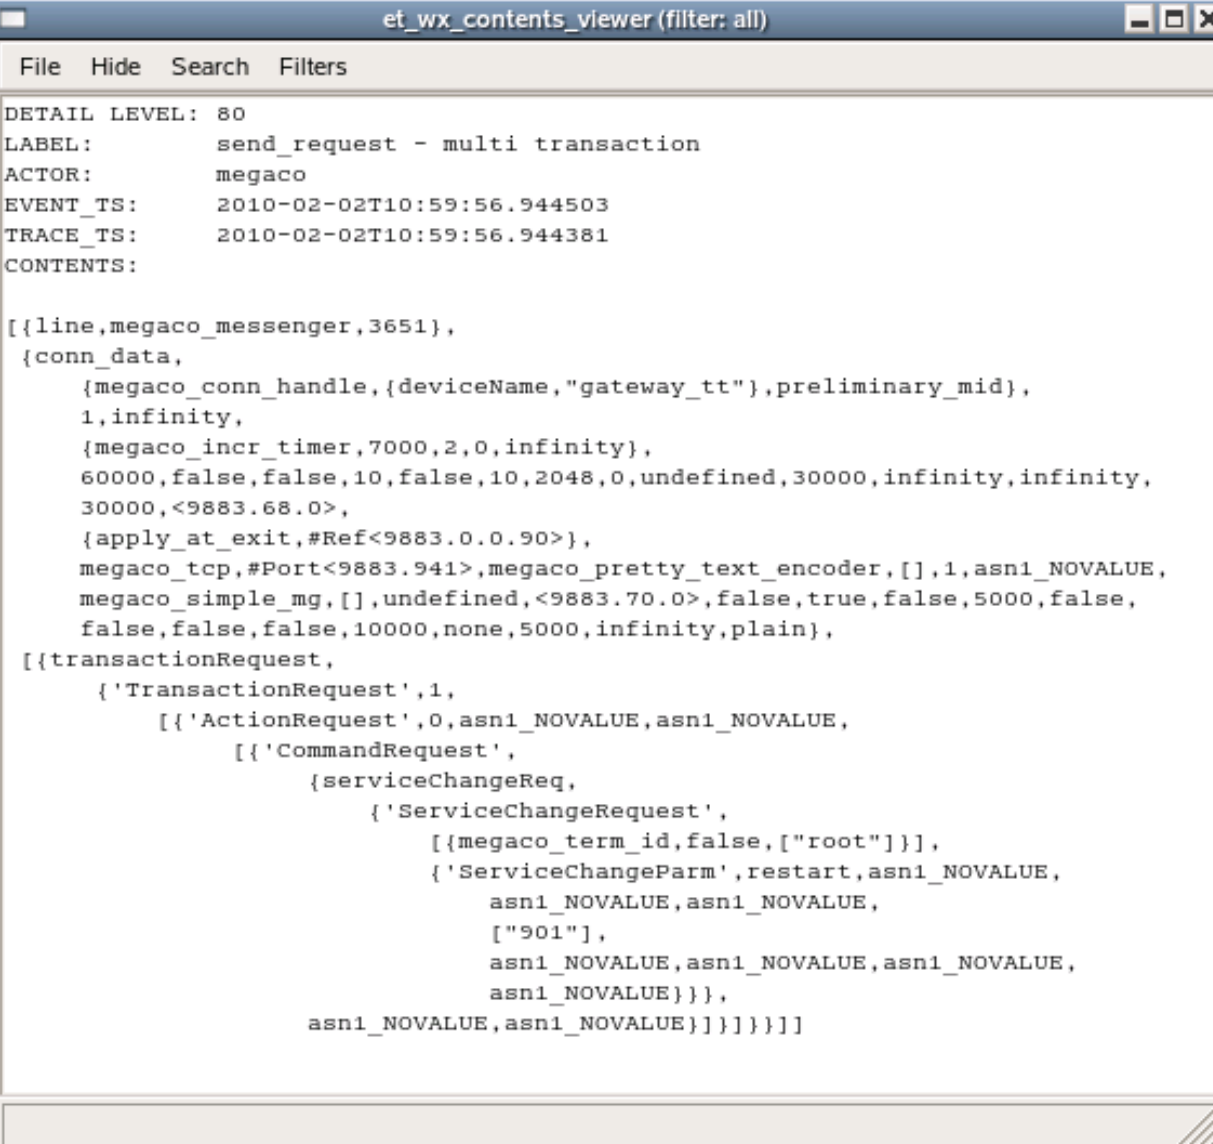 et_wx_contents_viewer (filter: all)
File Hide Search Filters
DETAIL LEVEL: 80
LABEL:        send_request - multi transaction
ACTOR:        megaco
EVENT_TS:     2010-02-02T10:59:56.944503
TRACE_TS:     2010-02-02T10:59:56.944381
CONTENTS:

[{line,megaco_messenger,3651},
 {conn_data,
     {megaco_conn_handle,{deviceName,"gateway_tt"},preliminary_mid},
     1,infinity,
     {megaco_incr_timer,7000,2,0,infinity},
     60000,false,false,10,false,10,2048,0,undefined,30000,infinity,infinity,
     30000,<9883.68.0>,
     {apply_at_exit,#Ref<9883.0.0.90>},
     megaco_tcp,#Port<9883.941>,megaco_pretty_text_encoder,[],1,asn1_NOVALUE,
     megaco_simple_mg,[],undefined,<9883.70.0>,false,true,false,5000,false,
     false,false,false,10000,none,5000,infinity,plain},
 [{transactionRequest,
      {'TransactionRequest',1,
          [{'ActionRequest',0,asn1_NOVALUE,asn1_NOVALUE,
               [{'CommandRequest',
                    {serviceChangeReq,
                        {'ServiceChangeRequest',
                            [{megaco_term_id,false,["root"]}],
                            {'ServiceChangeParm',restart,asn1_NOVALUE,
                                asn1_NOVALUE,asn1_NOVALUE,
                                ["901"],
                                asn1_NOVALUE,asn1_NOVALUE,asn1_NOVALUE,
                                asn1_NOVALUE}}},
                    asn1_NOVALUE,asn1_NOVALUE}]}]}}]]